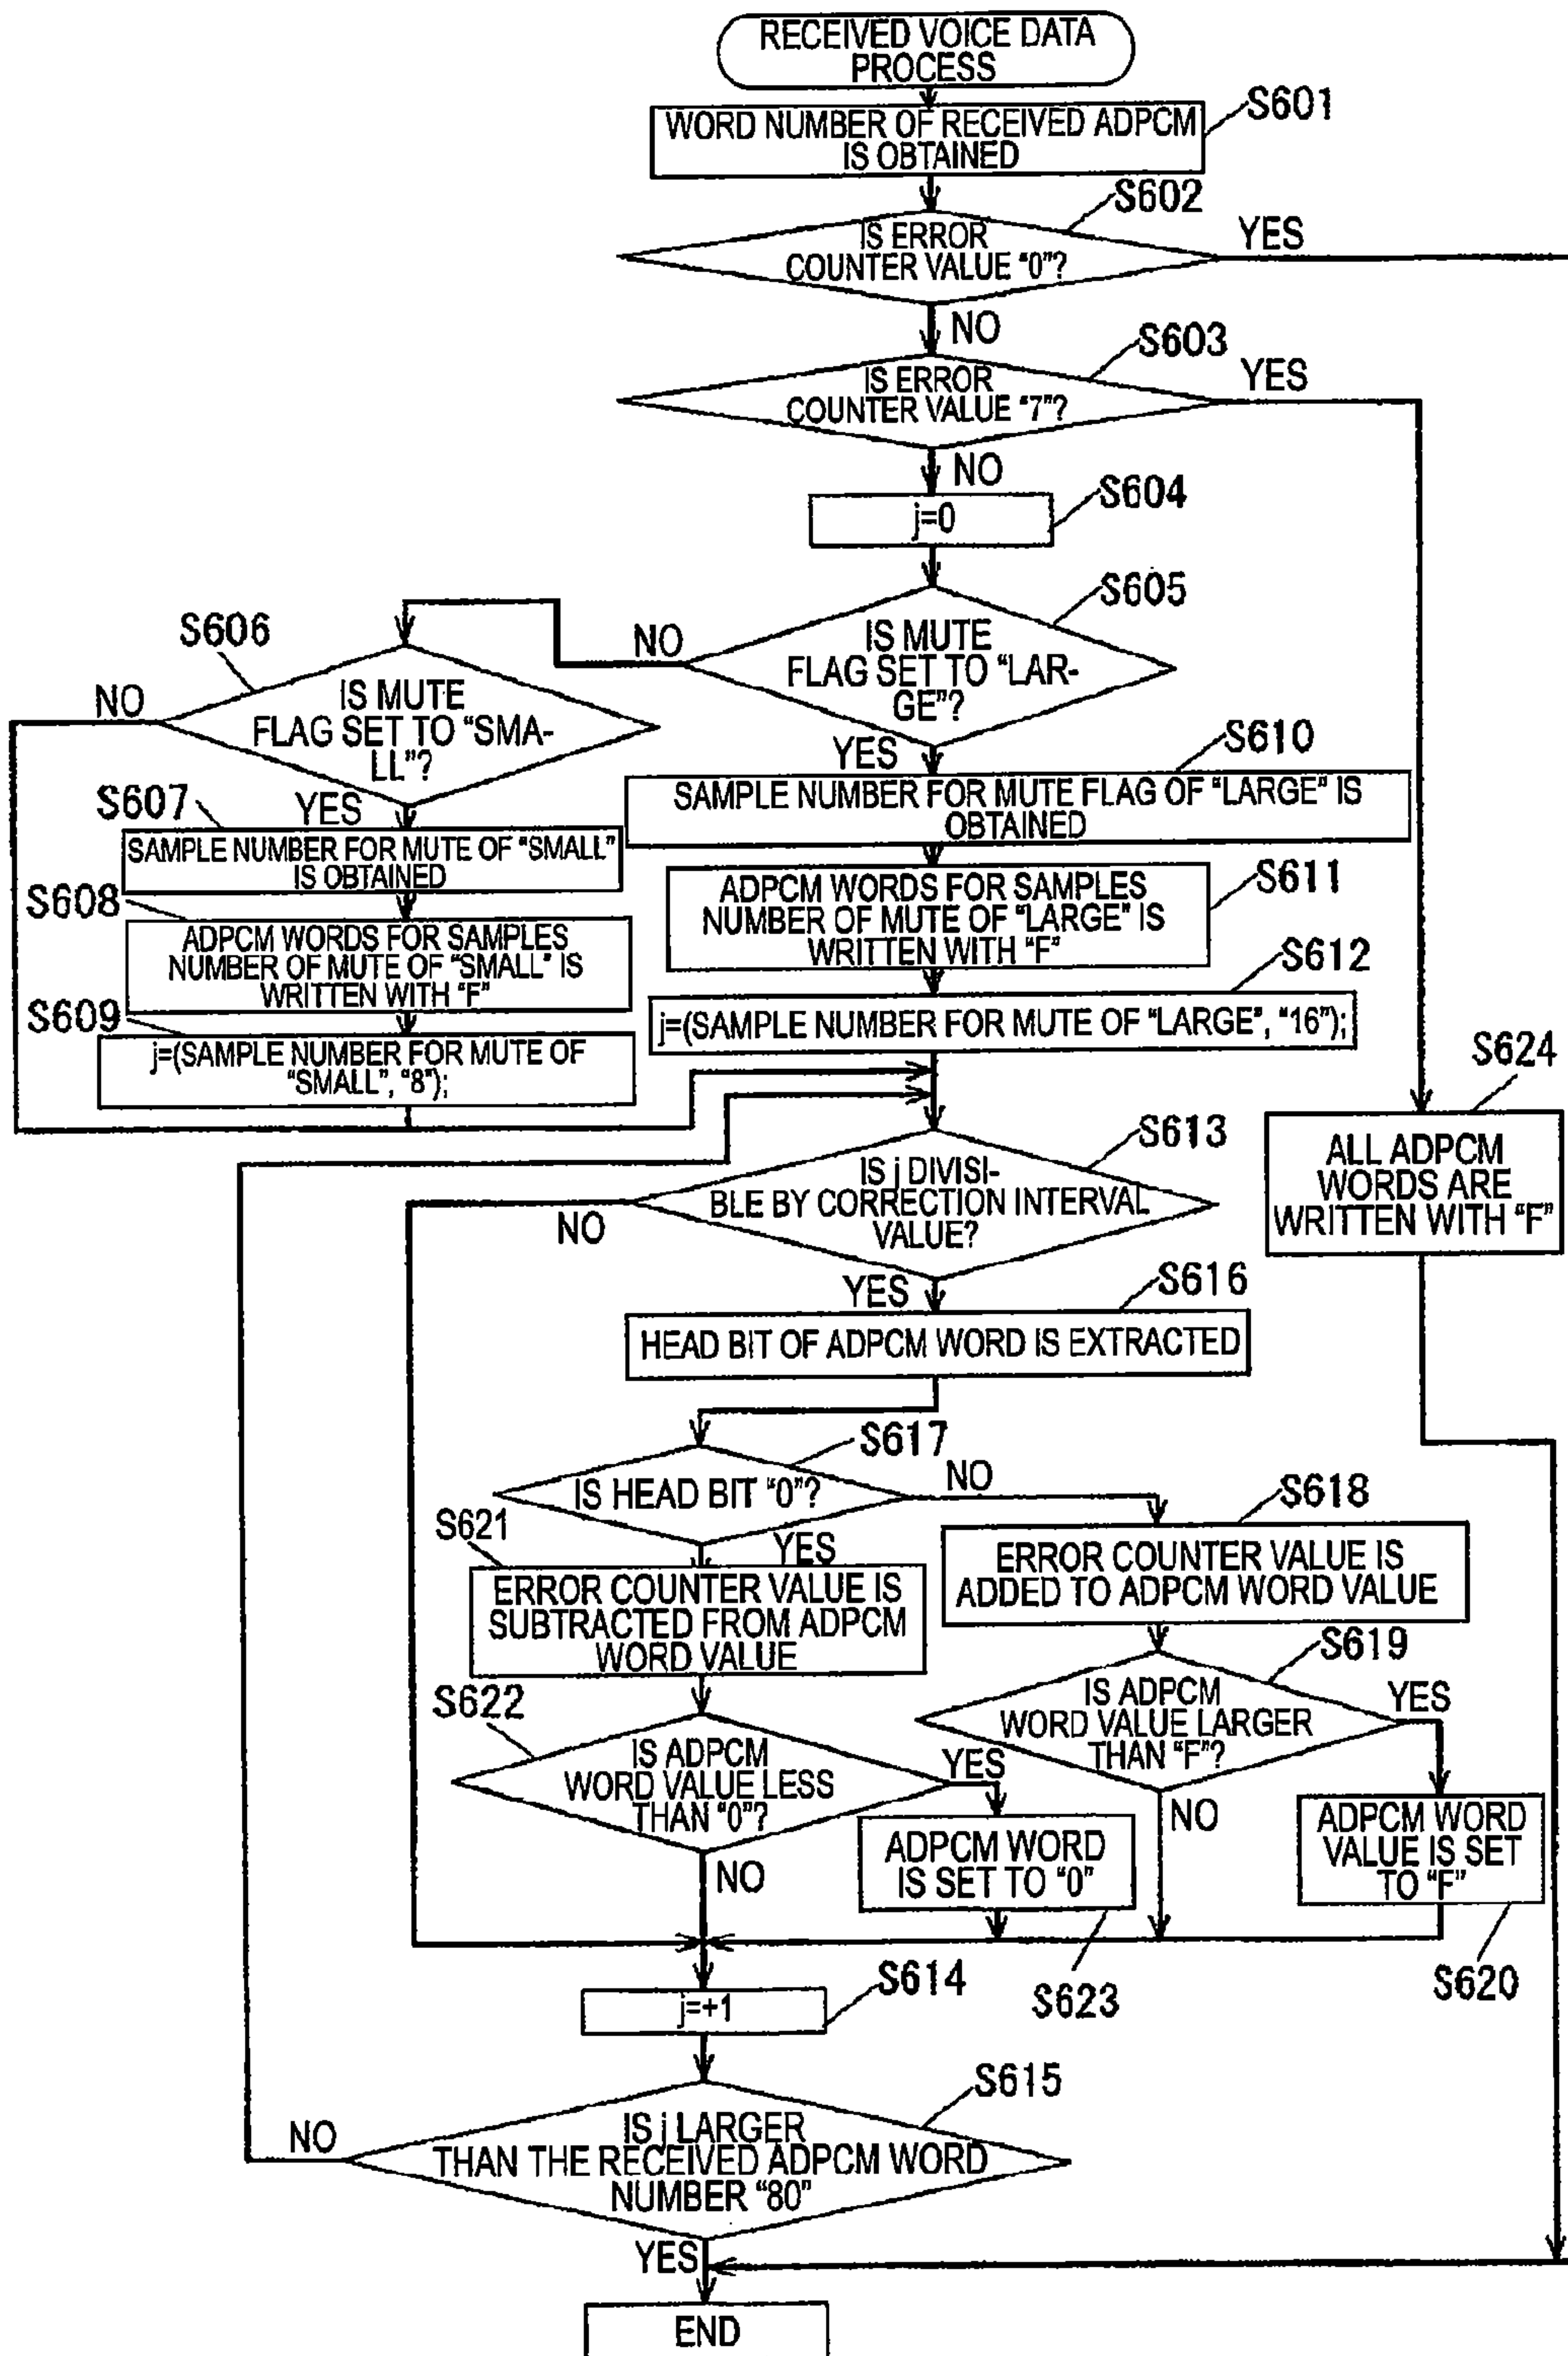 RECEIVED VOICE DATA
PROCESS
S601
WORD NUMBER OF RECEIVED ADPCM
IS OBTAINED
S602
IS ERROR
COUNTER VALUE "0"?
YES
NO
S603
IS ERROR
COUNTER VALUE "7"?
YES
NO
S604
j=0
S605
IS MUTE
FLAG SET TO "LAR-
GE"?
NO
YES
S606
IS MUTE
FLAG SET TO "SMA-
LL"?
NO
YES
S607
SAMPLE NUMBER FOR MUTE OF "SMALL"
IS OBTAINED
S608
ADPCM WORDS FOR SAMPLES
NUMBER OF MUTE OF "SMALL" IS
WRITTEN WITH "F"
S609
j=(SAMPLE NUMBER FOR MUTE OF
"SMALL", "8");
S610
SAMPLE NUMBER FOR MUTE FLAG OF "LARGE" IS
OBTAINED
S611
ADPCM WORDS FOR SAMPLES
NUMBER OF MUTE OF "LARGE" IS
WRITTEN WITH "F"
S612
j=(SAMPLE NUMBER FOR MUTE OF "LARGE", "16");
S624
ALL ADPCM
WORDS ARE
WRITTEN WITH "F"
S613
IS j DIVISI-
BLE BY CORRECTION INTERVAL
VALUE?
NO
YES
S616
HEAD BIT OF ADPCM WORD IS EXTRACTED
S617
IS HEAD BIT "0"?
NO
YES
S618
ERROR COUNTER VALUE IS
ADDED TO ADPCM WORD VALUE
S621
ERROR COUNTER VALUE IS
SUBTRACTED FROM ADPCM
WORD VALUE
S619
IS ADPCM
WORD VALUE LARGER
THAN "F"?
YES
NO
S622
IS ADPCM
WORD VALUE LESS
THAN "0"?
YES
NO
ADPCM WORD
IS SET TO "0"
S623
ADPCM WORD
VALUE IS SET
TO "F"
S620
S614
j=+1
S615
IS j LARGER
THAN THE RECEIVED ADPCM WORD
NUMBER "80"
NO
YES
END